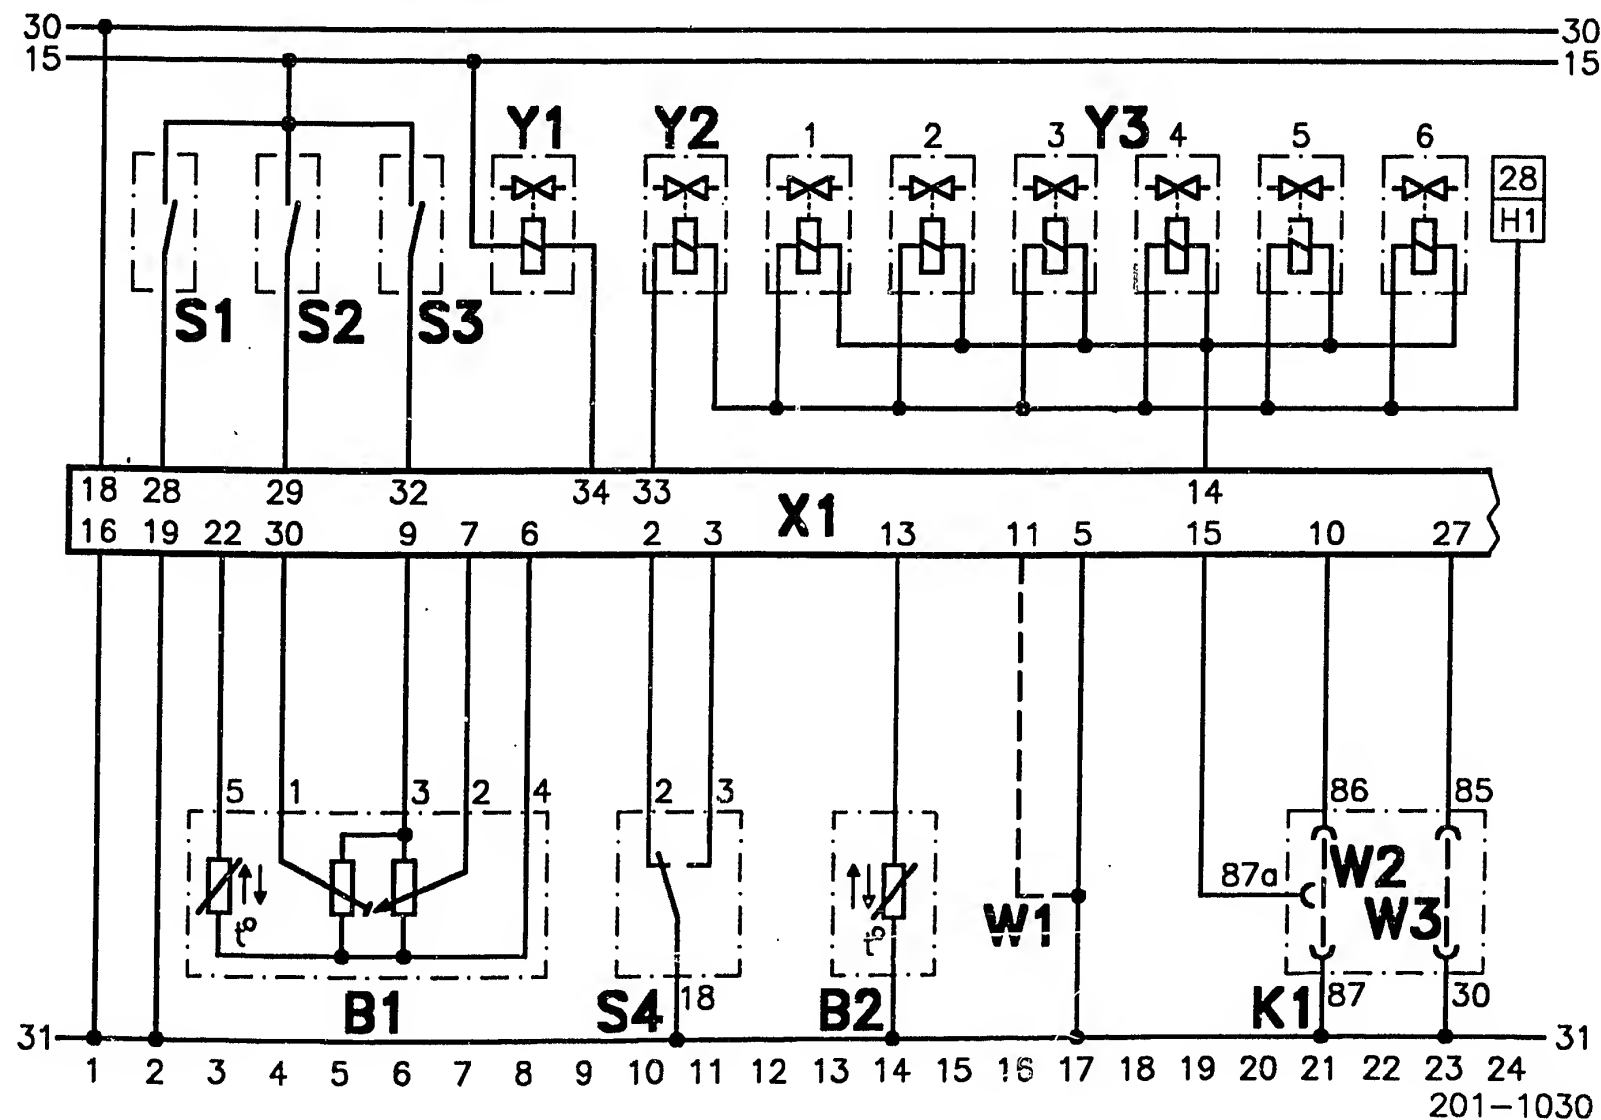 30 30
15 15
Y1 Y2 1 2 3 Y3 4 5 6
28
H1
S1 S2 S3
18 28 29 32 34 33 14
X1
16 19 22 30 9 7 6 2 3 13 11 5 15 10 27
5 1 3 2 4 2 3 86 85
87a W2
t° t° W1 W3
B1 S4 18 B2 K1 87 30
31 31
1 2 3 4 5 6 7 8 9 10 11 12 13 14 15 16 17 18 19 20 21 22 23 24
201-1030